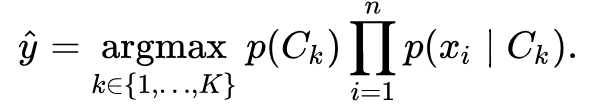 ŷ = argmax_{k∈{1,…,K}} p(C_k) ∏_{i=1}^{n} p(x_i | C_k).